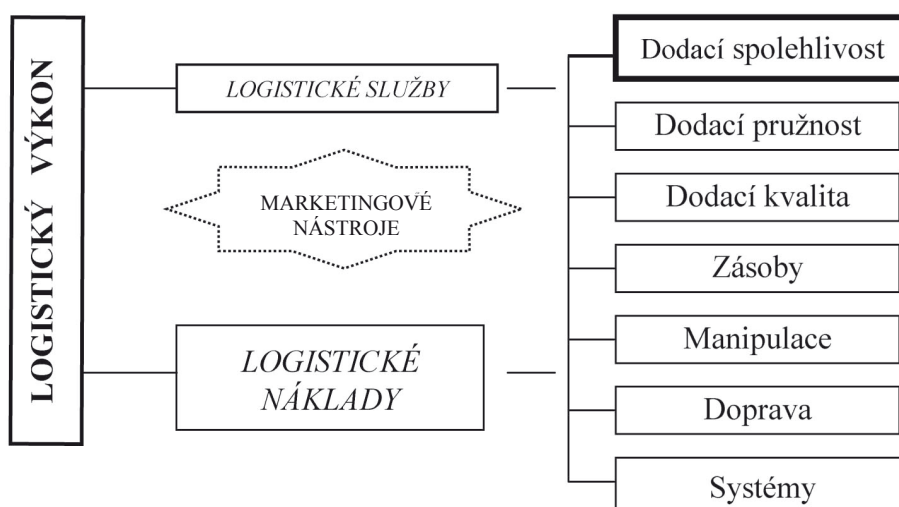 LOGISTICKÝ VÝKON
LOGISTICKÉ SLUŽBY
MARKETINGOVÉ
NÁSTROJE
LOGISTICKÉ
NÁKLADY
Dodací spolehlivost
Dodací pružnost
Dodací kvalita
Zásoby
Manipulace
Doprava
Systémy